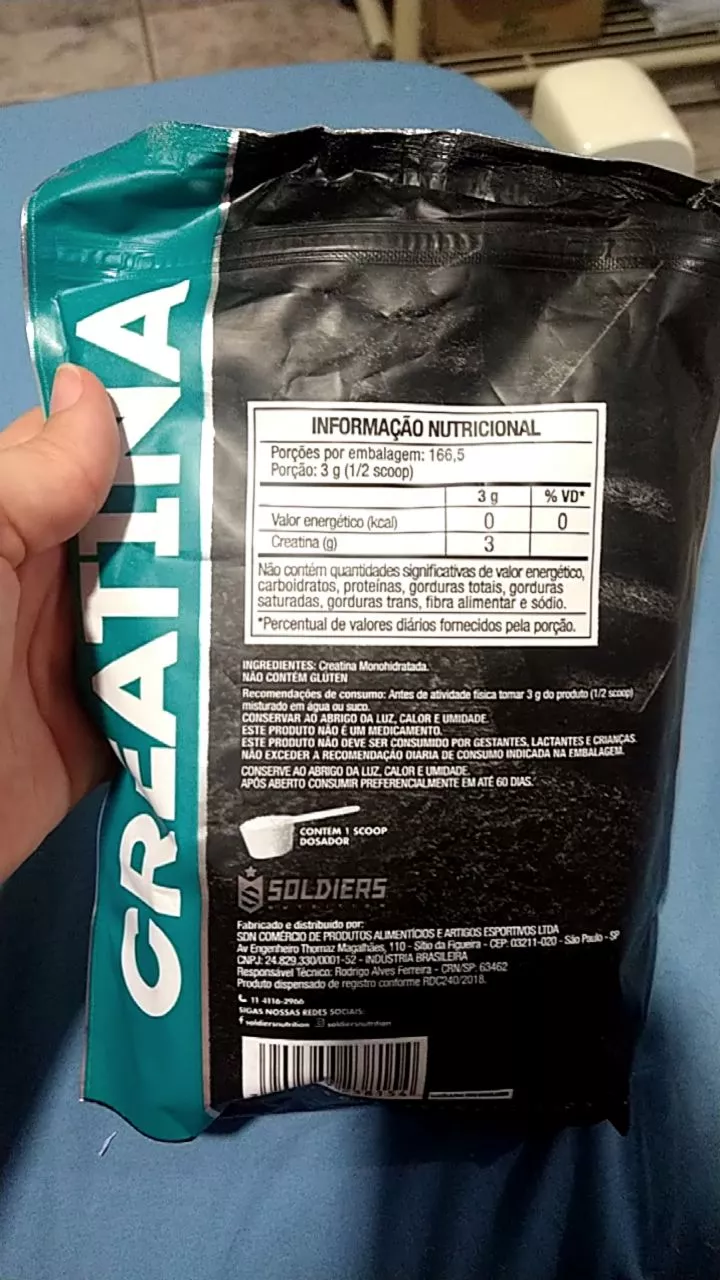 CREATINA
INFORMAÇÃO NUTRICIONAL
Porções por embalagem: 166,5
Porção: 3 g (1/2 scoop)
3 g % VD*
Valor energético (kcal) 0 0
Creatina (g) 3
Não contém quantidades significativas de valor energético,
carboidratos, proteínas, gorduras totais, gorduras
saturadas, gorduras trans, fibra alimentar e sódio.
*Percentual de valores diários fornecidos pela porção.
INGREDIENTES: Creatina Monohidratada.
NÃO CONTÉM GLÚTEN
Recomendações de consumo: Antes de atividade física tomar 3 g do produto (1/2 scoop)
misturado em água ou suco.
CONSERVAR AO ABRIGO DA LUZ, CALOR E UMIDADE.
ESTE PRODUTO NÃO É UM MEDICAMENTO.
ESTE PRODUTO NÃO DEVE SER CONSUMIDO POR GESTANTES, LACTANTES E CRIANÇAS.
NÃO EXCEDER A RECOMENDAÇÃO DIARIA DE CONSUMO INDICADA NA EMBALAGEM.
CONSERVE AO ABRIGO DA LUZ, CALOR E UMIDADE.
APÓS ABERTO CONSUMIR PREFERENCIALMENTE EM ATÉ 60 DIAS.
CONTÉM 1 SCOOP
DOSADOR
SOLDIERS
Fabricado e distribuido por:
SDN COMÉRCIO DE PRODUTOS ALIMENTÍCIOS E ARTIGOS ESPORTIVOS LTDA
Av Engenheiro Thomaz Magalhães, 110 - Sítio da Figueira - CEP: 03211-020 - São Paulo - SP
CNPJ: 24.829.330/0001-52 - INDÚSTRIA BRASILEIRA
Responsável Técnico: Rodrigo Alves Ferreira - CRN/SP: 63462
Produto dispensado de registro conforme RDC240/2018.
11 4116-2966
SIGAS NOSSAS REDES SOCIAIS:
soldiersnutrition soldiersnutrition